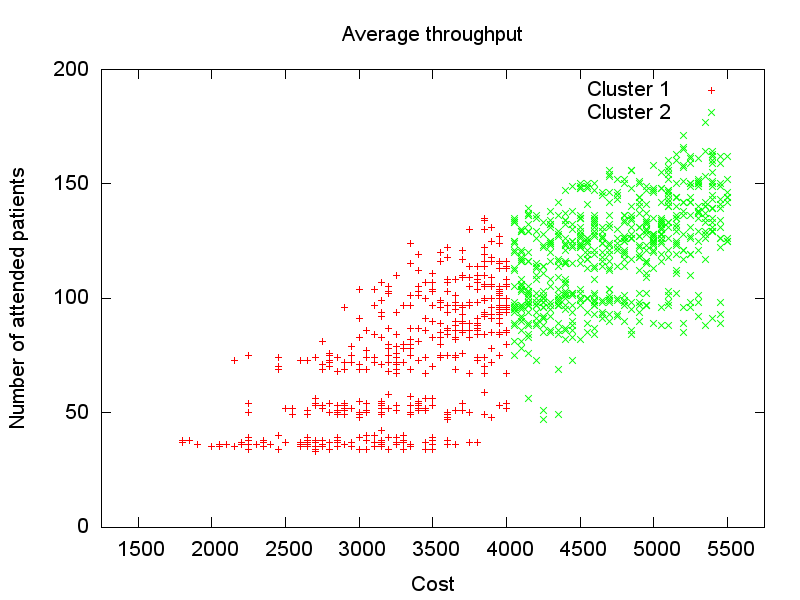 Average throughput
200
Cluster 1
Cluster 2
150
100
50
0
Number of attended patients
1500 2000 2500 3000 3500 4000 4500 5000 5500
Cost